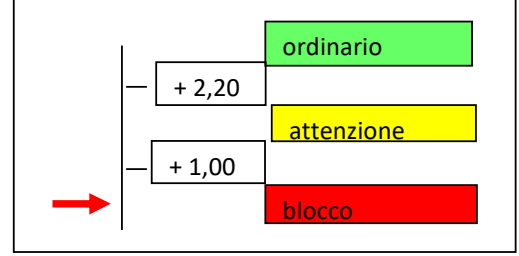 ordinario
+ 2,20
attenzione
+ 1,00
blocco